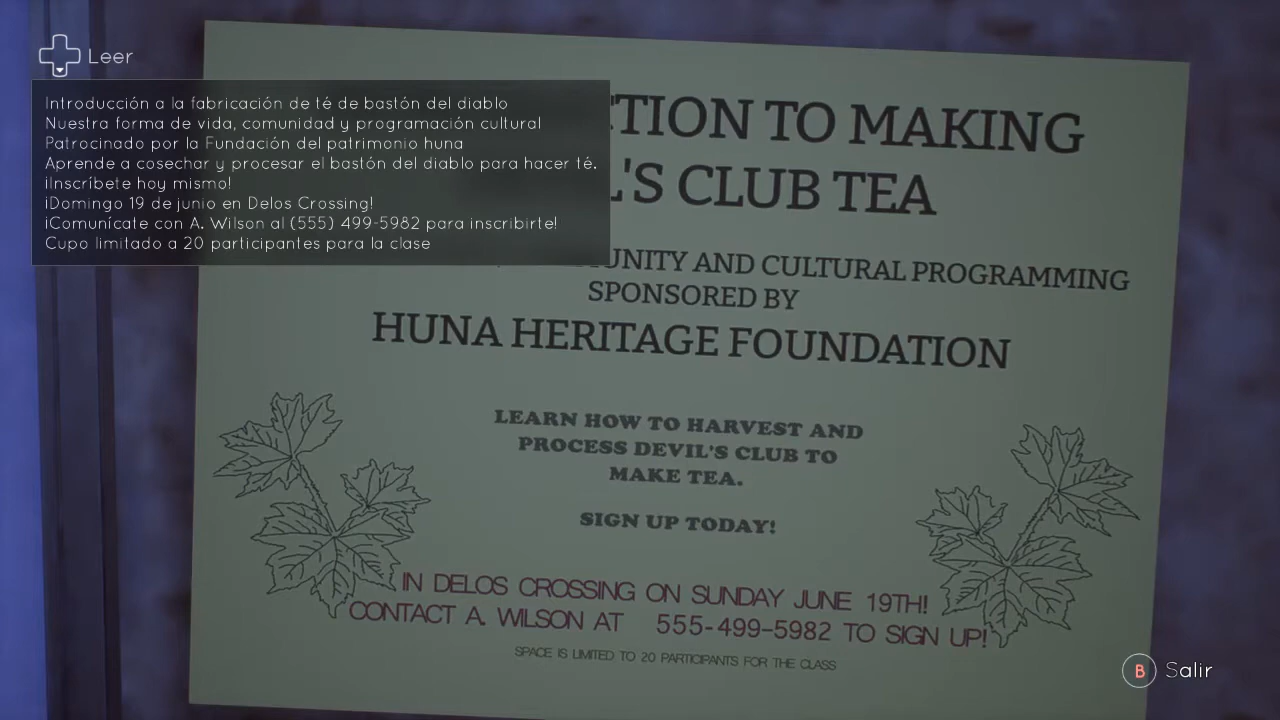 Leer
Introducción a la fabricación de té de bastón del diablo
Nuestra forma de vida, comunidad y programación cultural
Patrocinado por la Fundación del patrimonio huna
Aprende a cosechar y procesar el bastón del diablo para hacer té.
¡Inscríbete hoy mismo!
¡Domingo 19 de junio en Delos Crossing!
¡Comunícate con A. Wilson al (555) 499-5982 para inscribirte!
Cupo limitado a 20 participantes para la clase
TION TO MAKING
'S CLUB TEA
UNITY AND CULTURAL PROGRAMMING
SPONSORED BY
HUNA HERITAGE FOUNDATION
LEARN HOW TO HARVEST AND
PROCESS DEVIL'S CLUB TO
MAKE TEA.
SIGN UP TODAY!
IN DELOS CROSSING ON SUNDAY JUNE 19TH!
CONTACT A. WILSON AT 555-499-5982 TO SIGN UP!
SPACE IS LIMITED TO 20 PARTICIPANTS FOR THE CLASS
B Salir